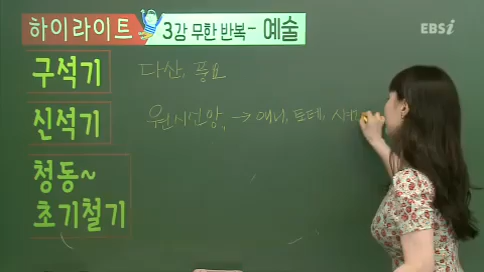 하이라이트 3강 무한 반복- 예술
EBSi
구석기 다산, 풍요
신석기 원시신앙, → 애니, 토테, 샤머
청동~
초기철기